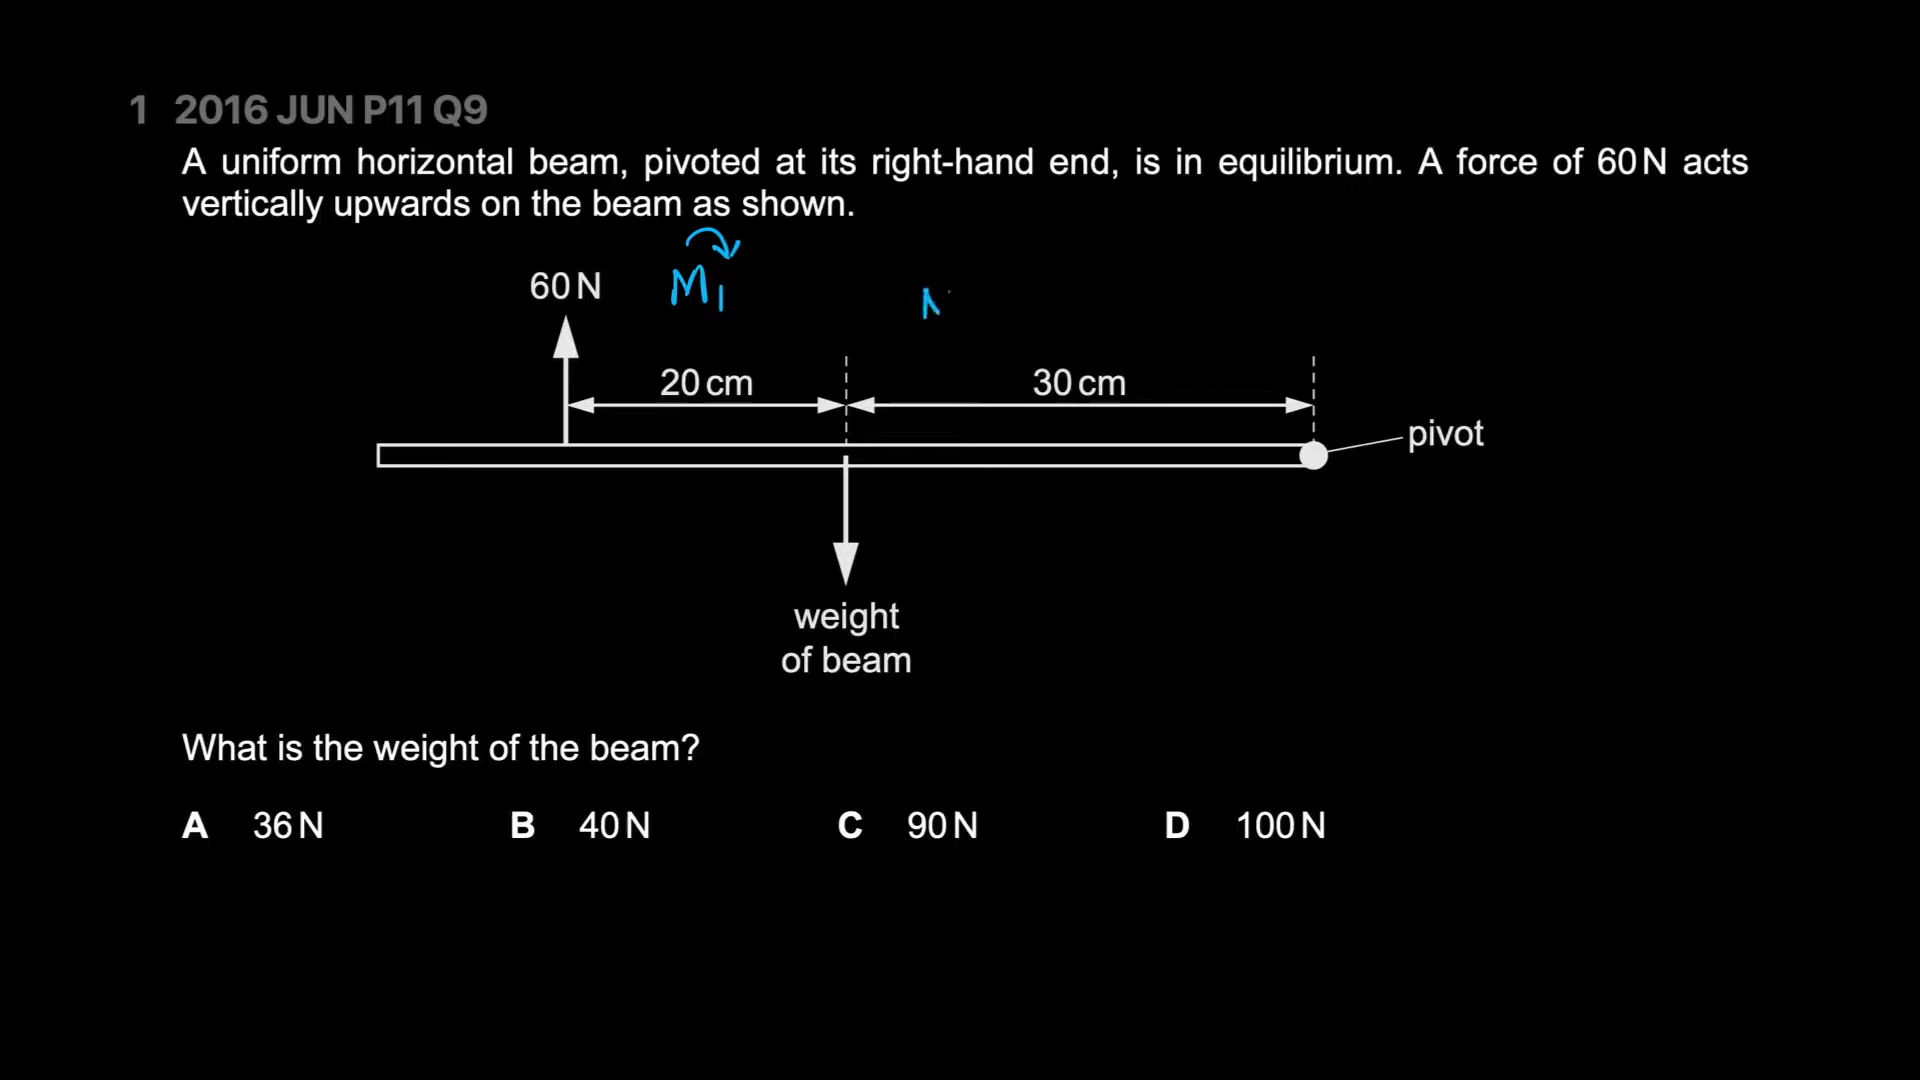 1 2016 JUN P11 Q9
A uniform horizontal beam, pivoted at its right-hand end, is in equilibrium. A force of 60 N acts
vertically upwards on the beam as shown.
60 N
M1
20 cm
30 cm
pivot
weight
of beam
What is the weight of the beam?
A 36 N B 40 N C 90 N D 100 N